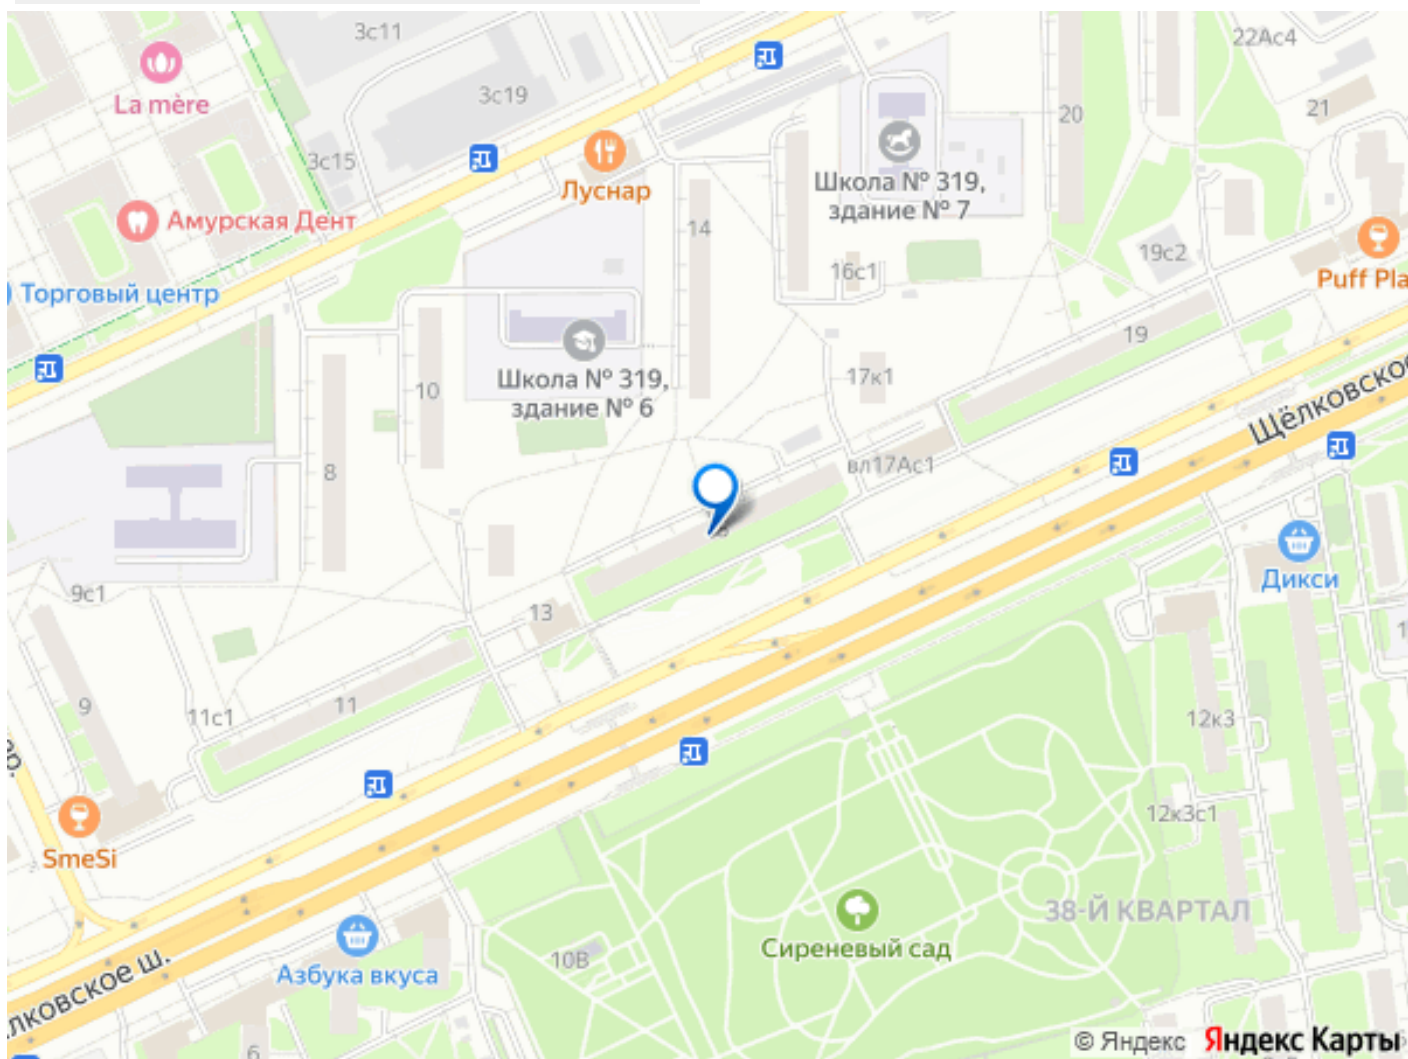 3с11
22Ас4
La mère
3с19
21
20
3с15
Луснар
Школа № 319,
здание № 7
Амурская Дент
14
19с2
16с1
Puff Pla
Торговый центр
19
Школа № 319,
здание № 6
10
17к1
Щёлковское
8
вл17Ас1
Дикси
9с1
13
11
11с1
9
12к3
12к3с1
SmeSi
38-Й КВАРТАЛ
Сиреневый сад
10В
Азбука вкуса
лковское ш.
6
© Яндекс Яндекс Карты